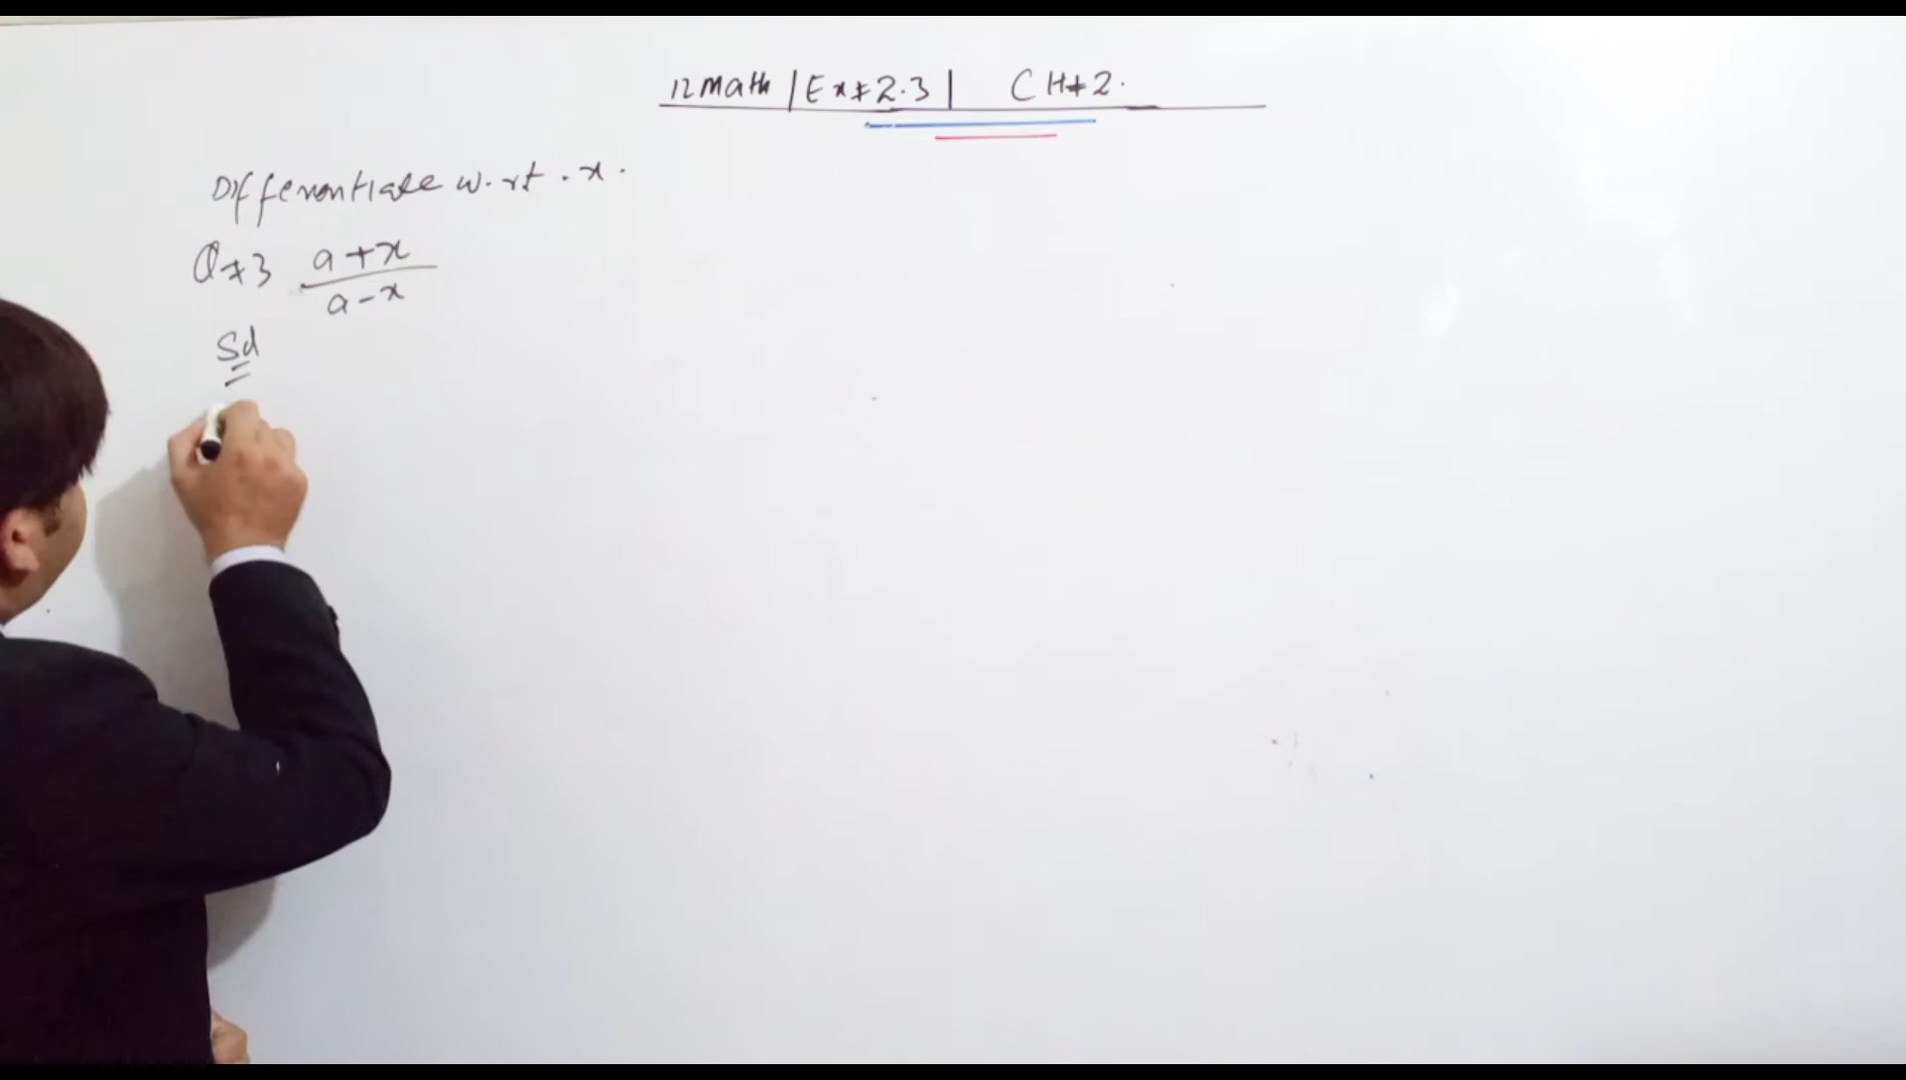 12 Math | Ex # 2.3 | CH # 2.
Differentiate w.r.t. x.
Q # 3 a + x
a - x
Sol